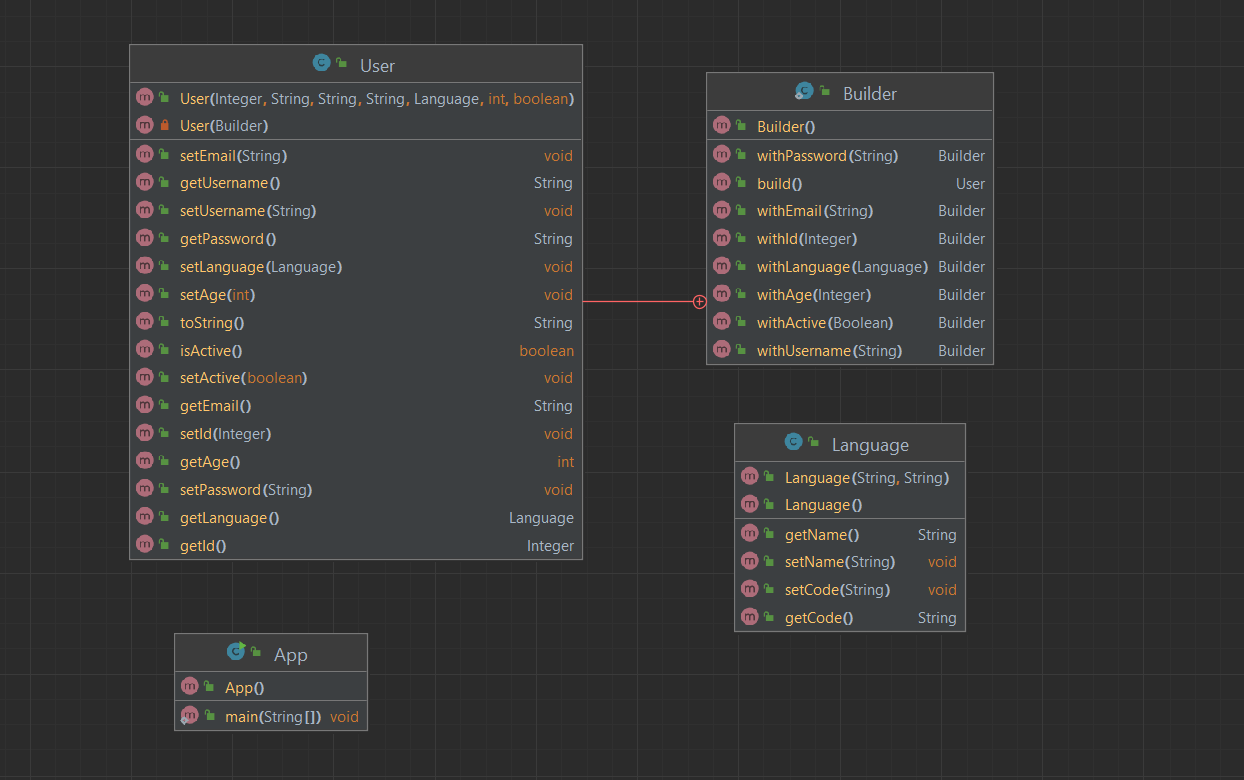 User
User(Integer, String, String, String, Language, int, boolean)
User(Builder)
setEmail(String) void
getUsername() String
setUsername(String) void
getPassword() String
setLanguage(Language) void
setAge(int) void
toString() String
isActive() boolean
setActive(boolean) void
getEmail() String
setId(Integer) void
getAge() int
setPassword(String) void
getLanguage() Language
getId() Integer
Builder
Builder()
withPassword(String) Builder
build() User
withEmail(String) Builder
withId(Integer) Builder
withLanguage(Language) Builder
withAge(Integer) Builder
withActive(Boolean) Builder
withUsername(String) Builder
Language
Language(String, String)
Language()
getName() String
setName(String) void
setCode(String) void
getCode() String
App
App()
main(String[]) void